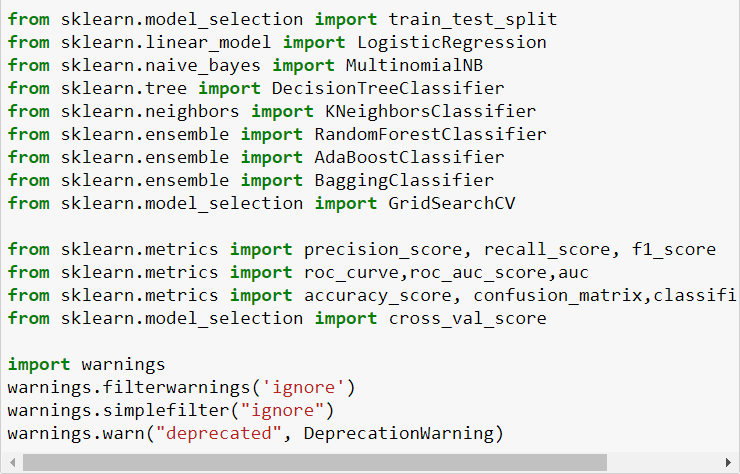 from sklearn.model_selection import train_test_split
from sklearn.linear_model import LogisticRegression
from sklearn.naive_bayes import MultinomialNB
from sklearn.tree import DecisionTreeClassifier
from sklearn.neighbors import KNeighborsClassifier
from sklearn.ensemble import RandomForestClassifier
from sklearn.ensemble import AdaBoostClassifier
from sklearn.ensemble import BaggingClassifier
from sklearn.model_selection import GridSearchCV
from sklearn.metrics import precision_score, recall_score, f1_score
from sklearn.metrics import roc_curve,roc_auc_score,auc
from sklearn.metrics import accuracy_score, confusion_matrix,classifi
from sklearn.model_selection import cross_val_score
import warnings
warnings.filterwarnings('ignore')
warnings.simplefilter("ignore")
warnings.warn("deprecated", DeprecationWarning)